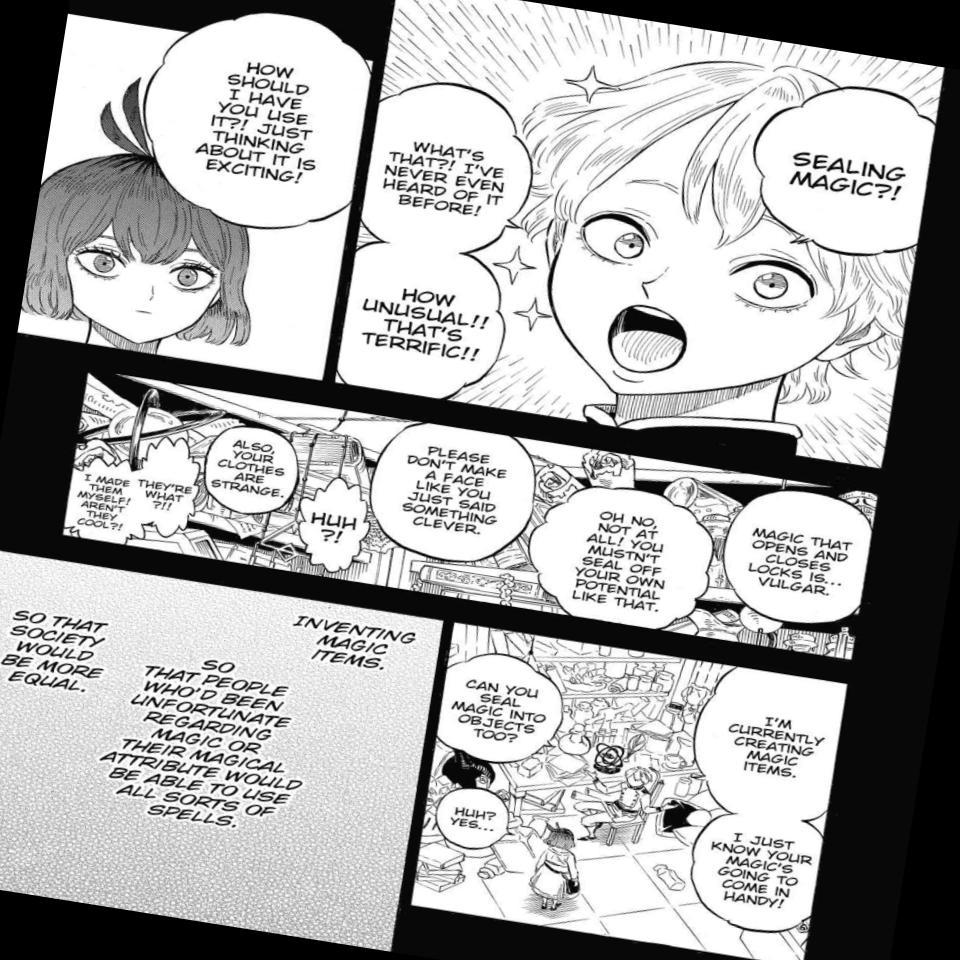 SEALING
MAGIC?!
WHAT'S
THAT?! I'VE
NEVER EVEN
HEARD OF IT
BEFORE!
HOW
UNUSUAL!!
THAT'S
TERRIFIC!!
HOW
SHOULD
I HAVE
YOU USE
IT?! JUST
THINKING
ABOUT IT IS
EXCITING!
MAGIC THAT
OPENS AND
CLOSES
LOCKS IS...
VULGAR.
OH NO,
NOT AT
ALL! YOU
MUSTN'T
SEAL OFF
YOUR OWN
POTENTIAL
LIKE THAT.
PLEASE
DON'T MAKE
A FACE
LIKE YOU
JUST SAID
SOMETHING
CLEVER.
HUH
?!
ALSO,
YOUR
CLOTHES
ARE
STRANGE.
THEY'RE
WHAT
?!!
I MADE
THEM
MYSELF!
AREN'T
THEY
COOL?!
I'M
CURRENTLY
CREATING
MAGIC
ITEMS.
I JUST
KNOW YOUR
MAGIC'S
GOING TO
COME IN
HANDY!
CAN YOU
SEAL
MAGIC INTO
OBJECTS
TOO?
HUH?
YES...
INVENTING
MAGIC
ITEMS.
SO
THAT PEOPLE
WHO'D BEEN
UNFORTUNATE
REGARDING
MAGIC OR
THEIR MAGICAL
ATTRIBUTE WOULD
BE ABLE TO USE
ALL SORTS OF
SPELLS.
SO THAT
SOCIETY
WOULD
BE MORE
EQUAL.